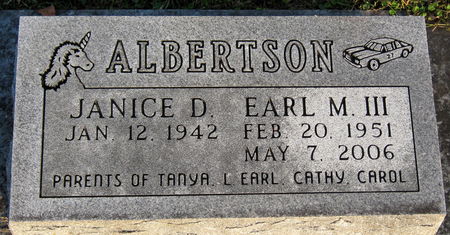 ALBERTSON
JANICE D. EARL M. III
JAN. 12, 1942 FEB. 20, 1951
MAY 7, 2006
PARENTS OF TANYA, L EARL, CATHY, CAROL